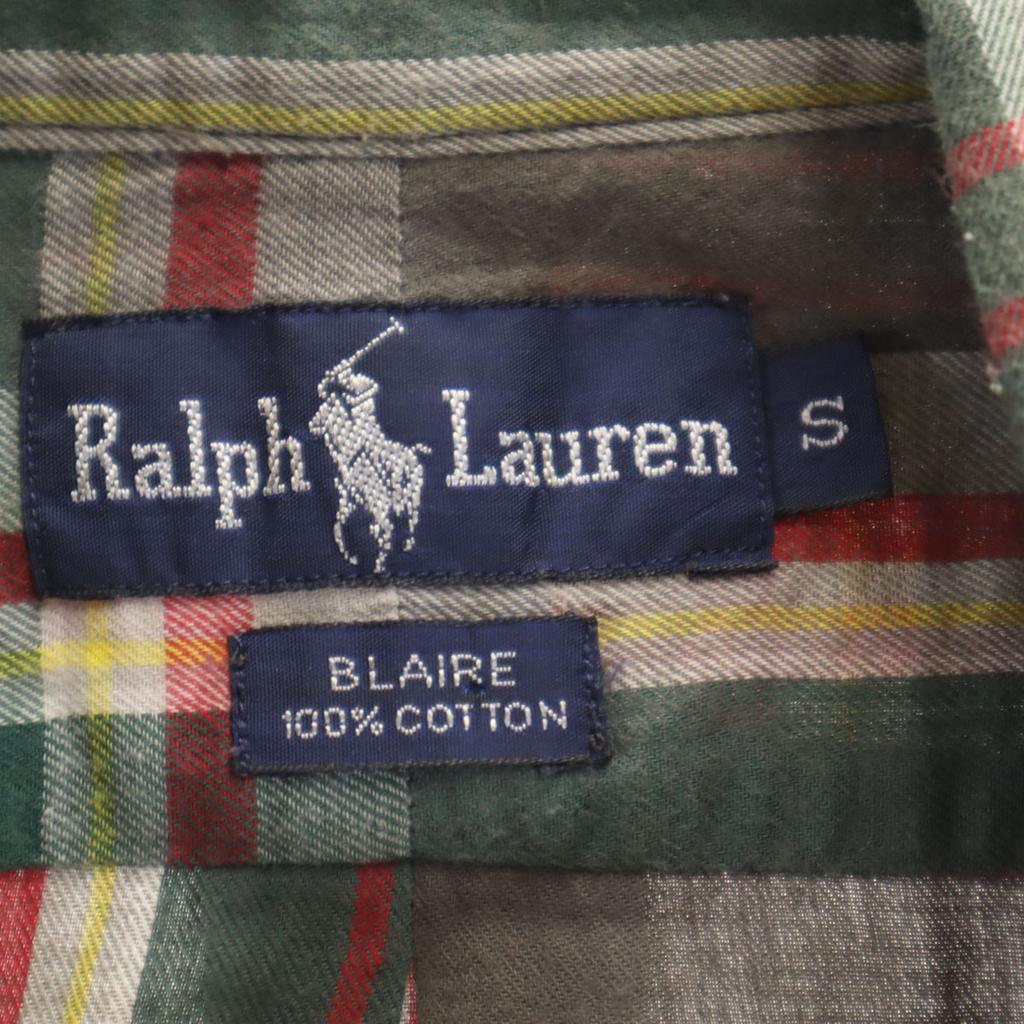 Ralph Lauren S
BLAIRE
100% COTTON